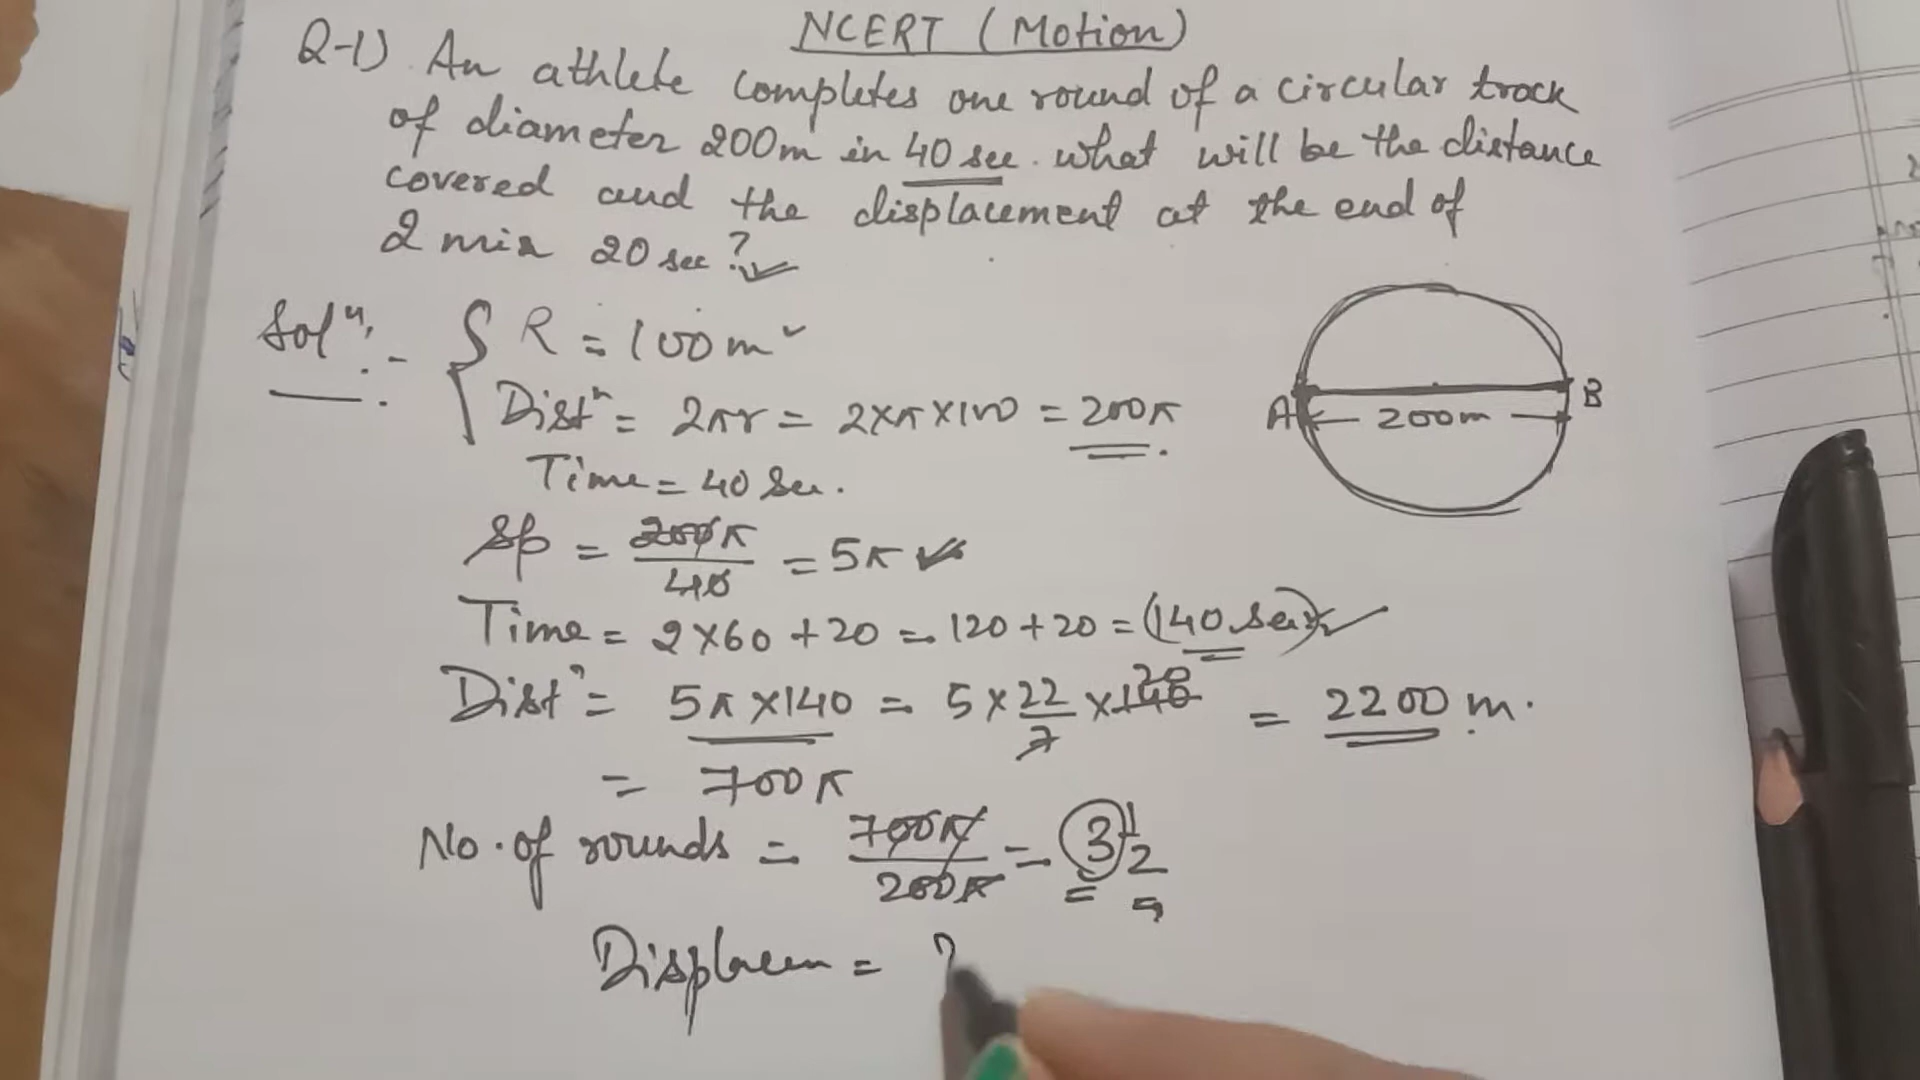 NCERT (Motion)
Q-1) An athlete completes one round of a circular track
of diameter 200m in 40 sec. what will be the distance
covered and the displacement at the end of
2 min 20 sec?
Solⁿ:-
R = 100m
Distⁿ = 2πr = 2×π×100 = 200π
A 200m B
Time = 40 Sec.
Sp = 200π/40 = 5π
Time = 2×60 + 20 = 120 + 20 = (140 sec)
Distⁿ = 5π×140 = 5×22/7×140 20 = 2200 m.
= 700π
No. of rounds = 700π/200π = 3 1/2
Displacem =